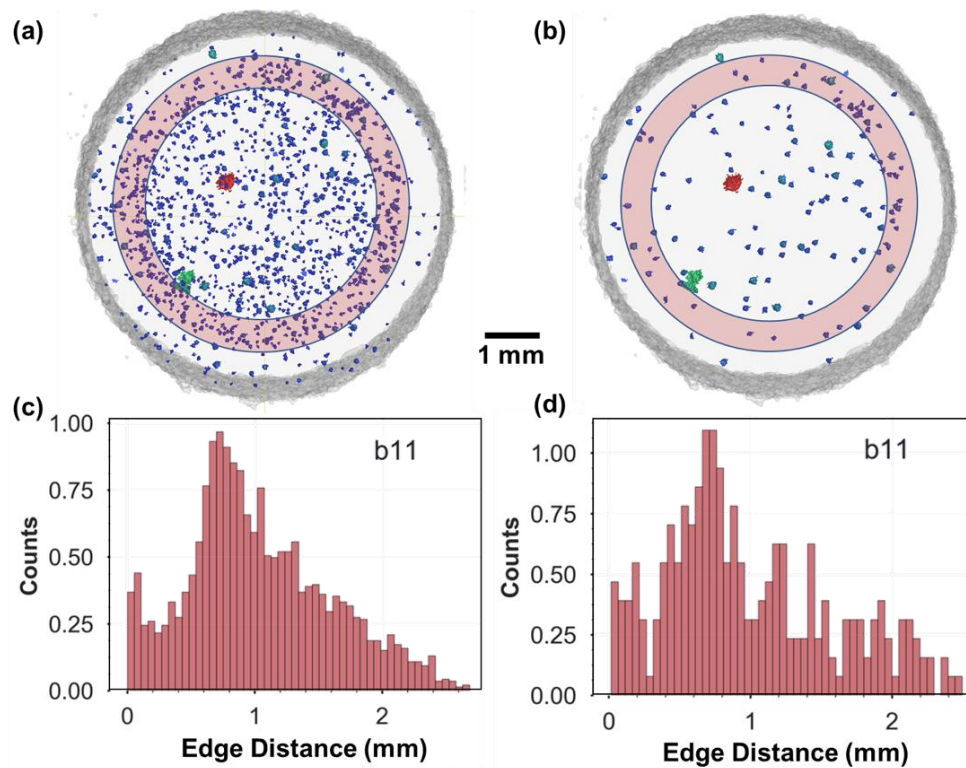 (a)
(b)
1 mm
(c)
(d)
b11
b11
1.00
0.75
0.50
0.25
0.00
Counts
0
1
2
Edge Distance (mm)
1.00
0.75
0.50
0.25
0.00
Counts
0
1
2
Edge Distance (mm)